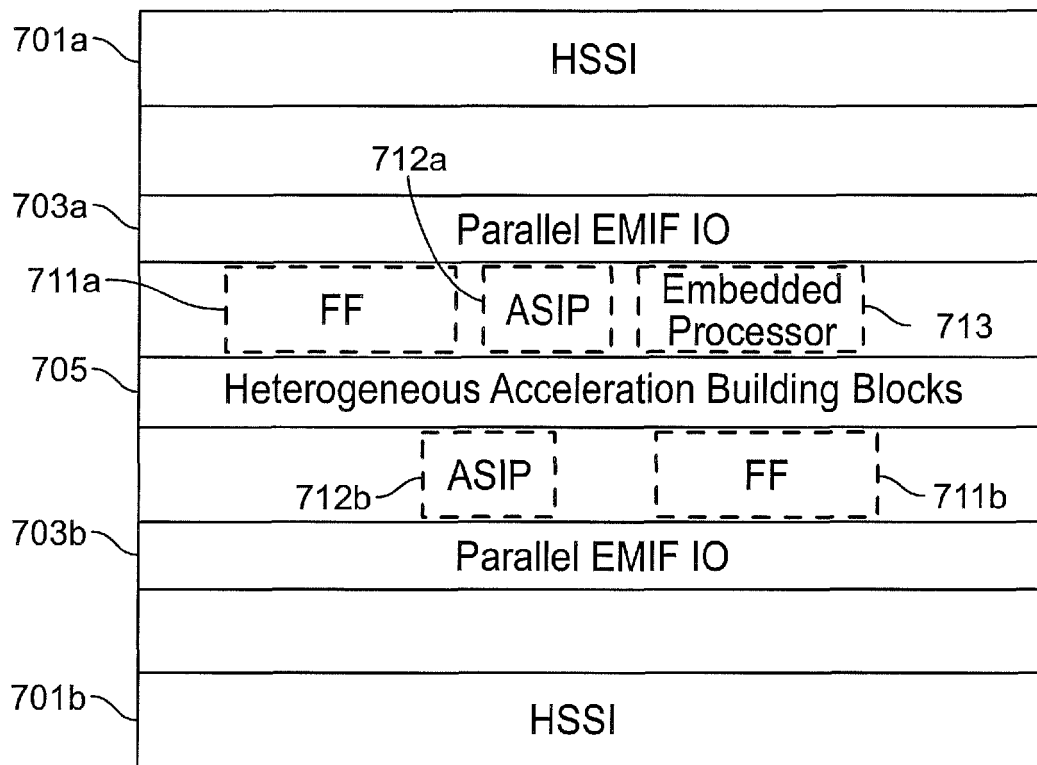 701a
HSSI
712a
703a
Parallel EMIF IO
711a
FF
ASIP
Embedded
Processor
713
705
Heterogeneous Acceleration Building Blocks
712b
ASIP
FF
711b
703b
Parallel EMIF IO
701b
HSSI